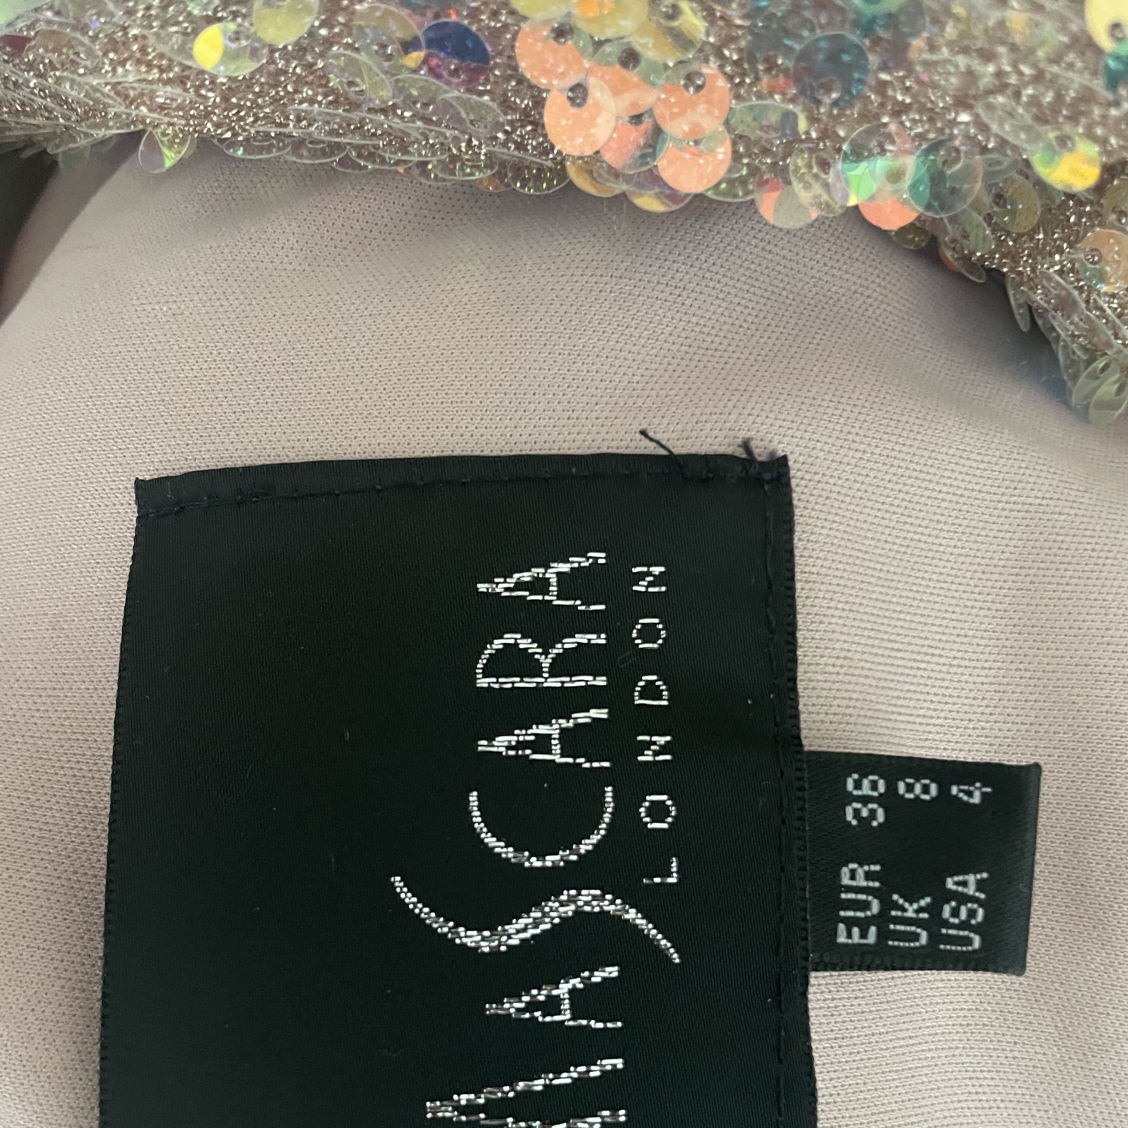 MASCARA
LONDON
EUR 36
UK 8
USA 4